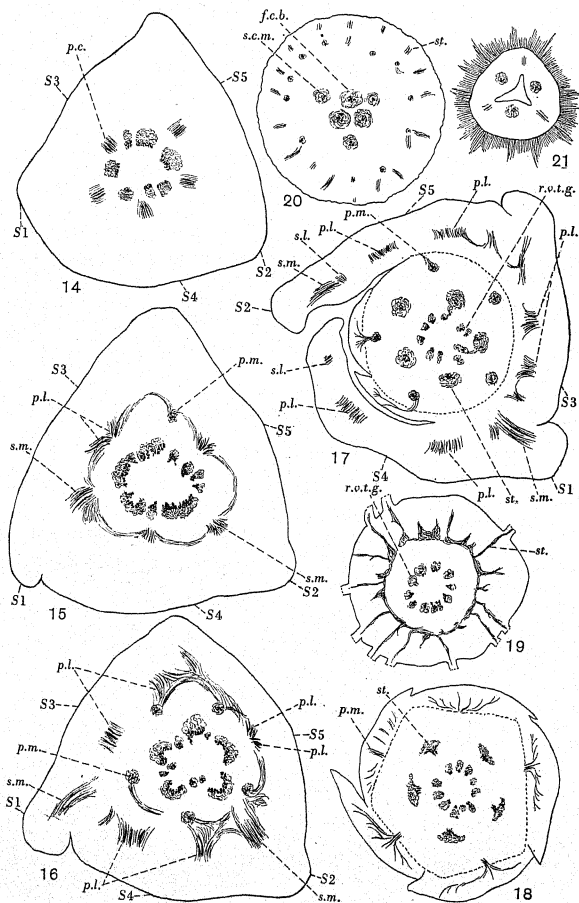 p.c.
S3
S5
S1
S2
S4
14
f.c.b.
s.c.m.
st.
20
21
S5
p.l.
r.v.t.g.
p.m.
p.l.
s.l.
s.m.
p.l.
S2
s.l.
p.l.
S3
17
S4
p.l.
st.
s.m.
S1
S3
p.m.
p.l.
S5
s.m.
s.m.
S2
S1
15
S4
r.v.t.g.
st.
19
p.l.
S3
p.l.
S5
p.l.
p.m.
s.m.
S1
16
p.l.
S4
S2
s.m.
st.
p.m.
18